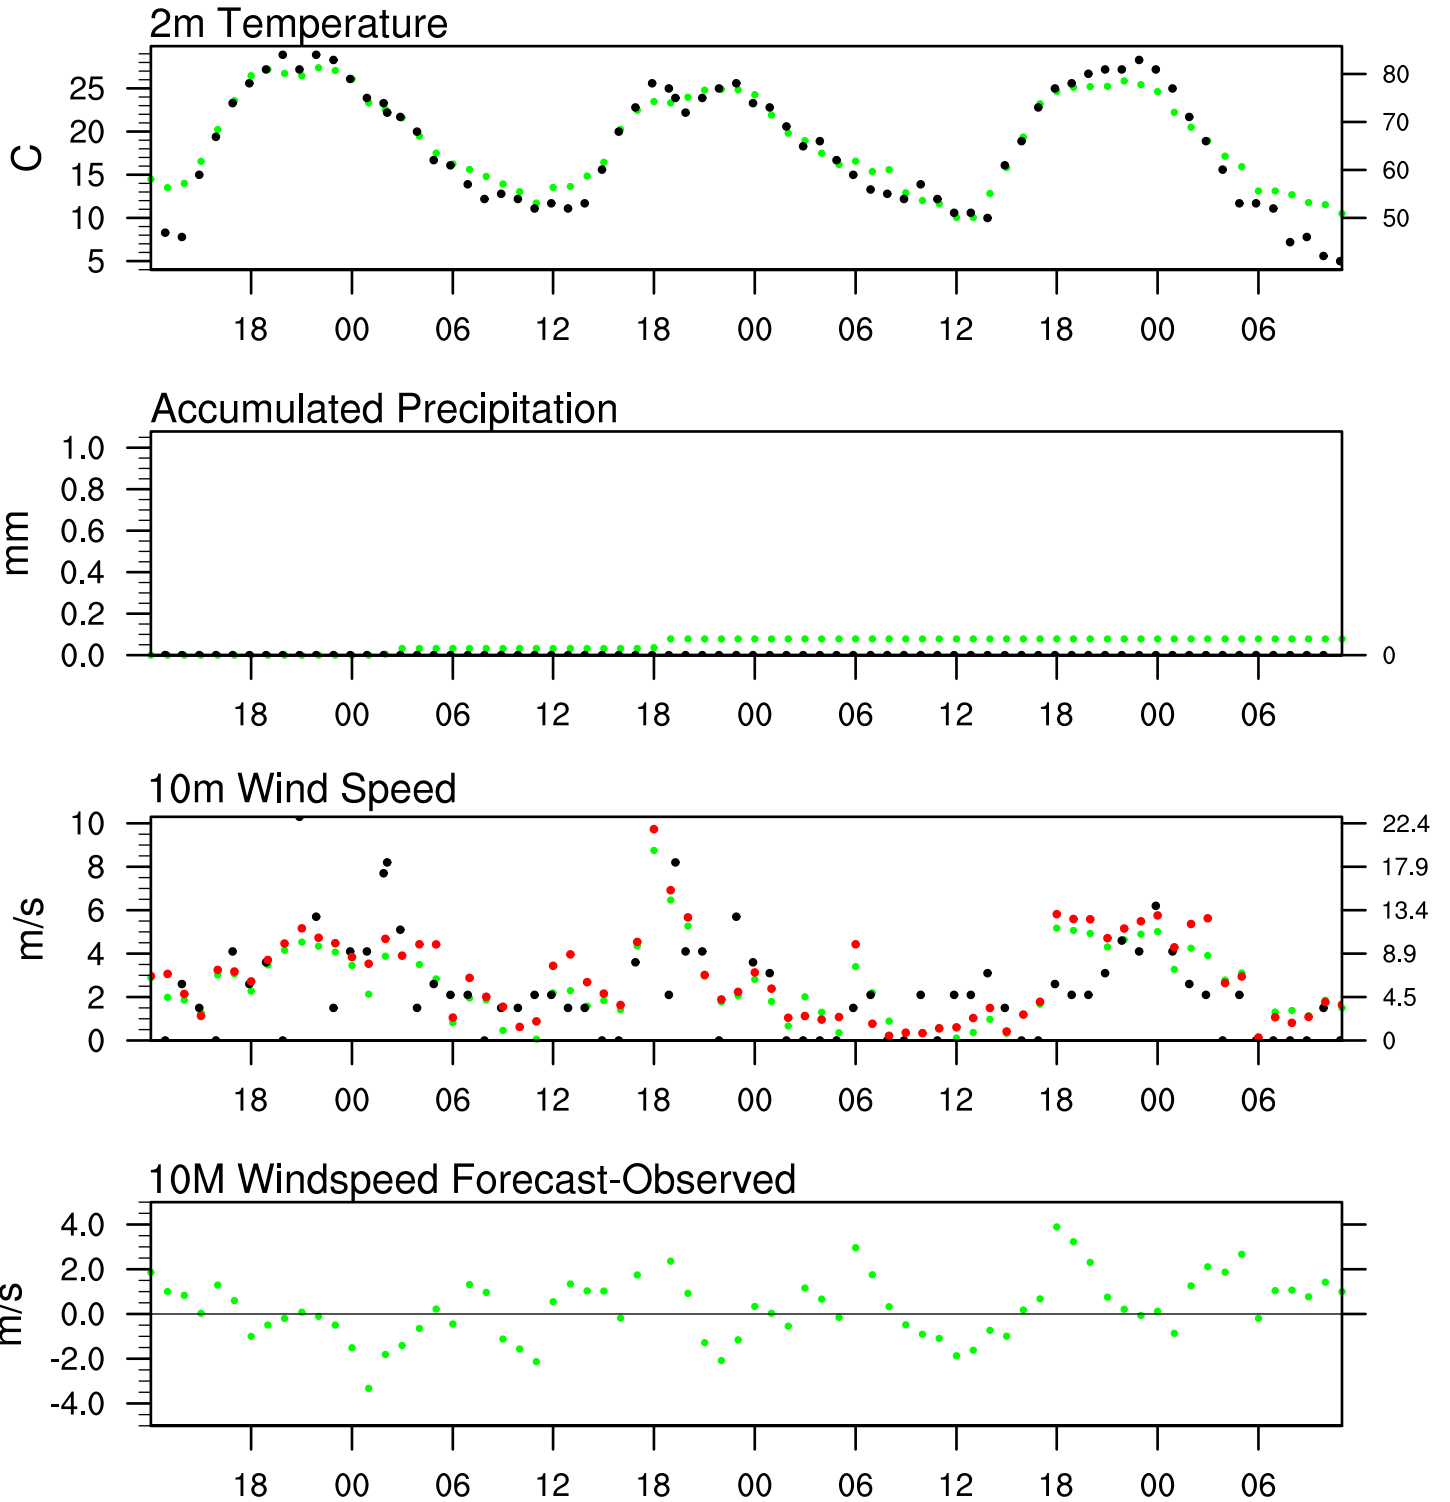 2m Temperature
C
25
20
15
10
5
80
70
60
50
18 00 06 12 18 00 06 12 18 00 06
Accumulated Precipitation
mm
1.0
0.8
0.6
0.4
0.2
0.0
0
18 00 06 12 18 00 06 12 18 00 06
10m Wind Speed
m/s
10
8
6
4
2
0
22.4
17.9
13.4
8.9
4.5
0
18 00 06 12 18 00 06 12 18 00 06
10M Windspeed Forecast-Observed
m/s
4.0
2.0
0.0
-2.0
-4.0
18 00 06 12 18 00 06 12 18 00 06